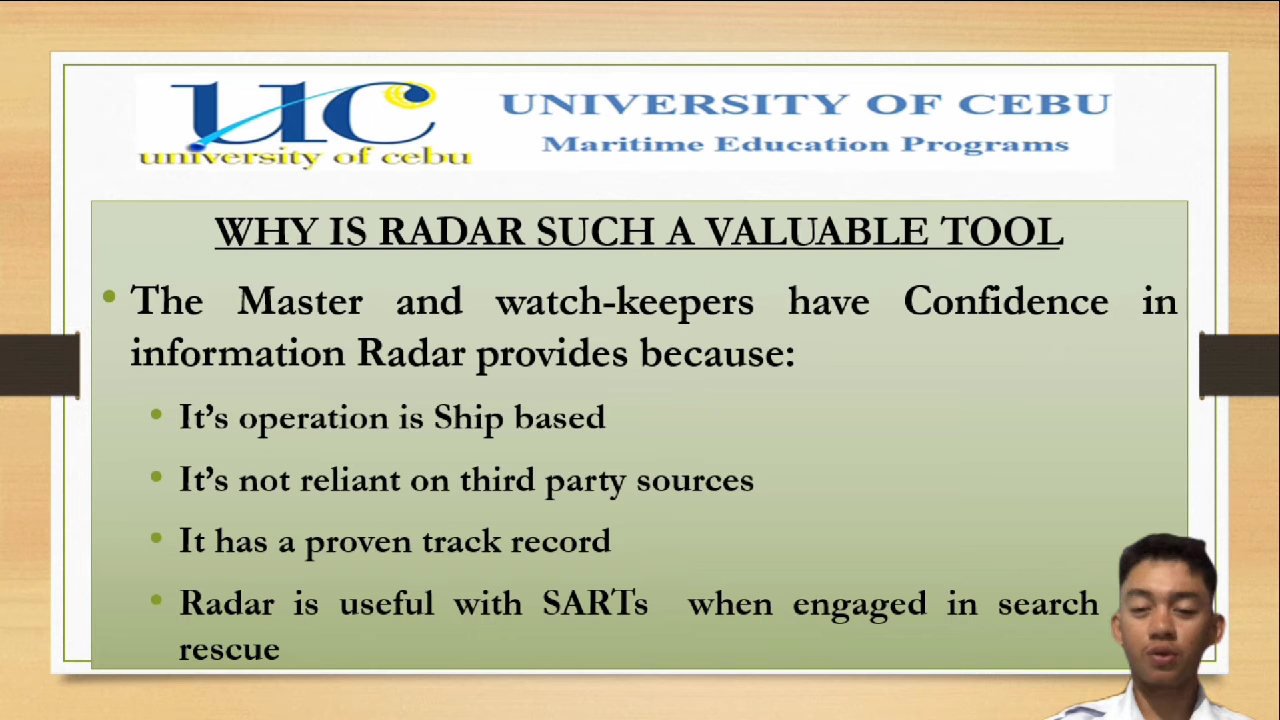 UC
university of cebu
UNIVERSITY OF CEBU
Maritime Education Programs
WHY IS RADAR SUCH A VALUABLE TOOL
• The Master and watch-keepers have Confidence in
information Radar provides because:
• It’s operation is Ship based
• It’s not reliant on third party sources
• It has a proven track record
• Radar is useful with SARTs when engaged in search
rescue